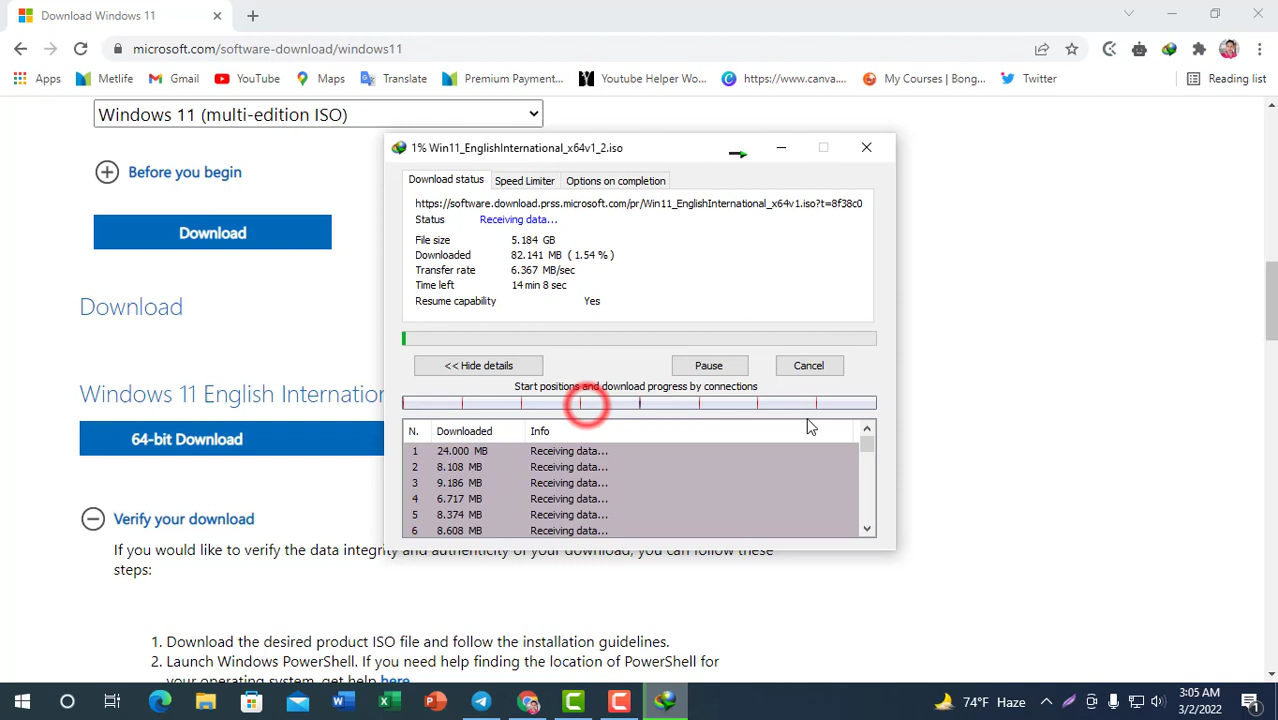 Download Windows 11
microsoft.com/software-download/windows11
Apps Metlife Gmail YouTube Maps Translate Premium Payment... Youtube Helper Wo... https://www.canva.... My Courses | Bong... Twitter Reading list
Windows 11 (multi-edition ISO)
Before you begin
Download
Download
Windows 11 English Internation
64-bit Download
Verify your download
If you would like to verify the data integrity and authenticity of your download, you can follow these
steps:
1. Download the desired product ISO file and follow the installation guidelines.
2. Launch Windows PowerShell. If you need help finding the location of PowerShell for
your operating system, get help here.
1% Win11_EnglishInternational_x64v1_2.iso
Download status Speed Limiter Options on completion
https://software.download.prss.microsoft.com/pr/Win11_EnglishInternational_x64v1.iso?t=8f38c0
Status Receiving data...
File size 5.184 GB
Downloaded 82.141 MB ( 1.54 % )
Transfer rate 6.367 MB/sec
Time left 14 min 8 sec
Resume capability Yes
<< Hide details Pause Cancel
Start positions and download progress by connections
N. Downloaded Info
1 24.000 MB Receiving data...
2 8.108 MB Receiving data...
3 9.186 MB Receiving data...
4 6.717 MB Receiving data...
5 8.374 MB Receiving data...
6 8.608 MB Receiving data...
74°F Haze
3:05 AM
3/2/2022
1